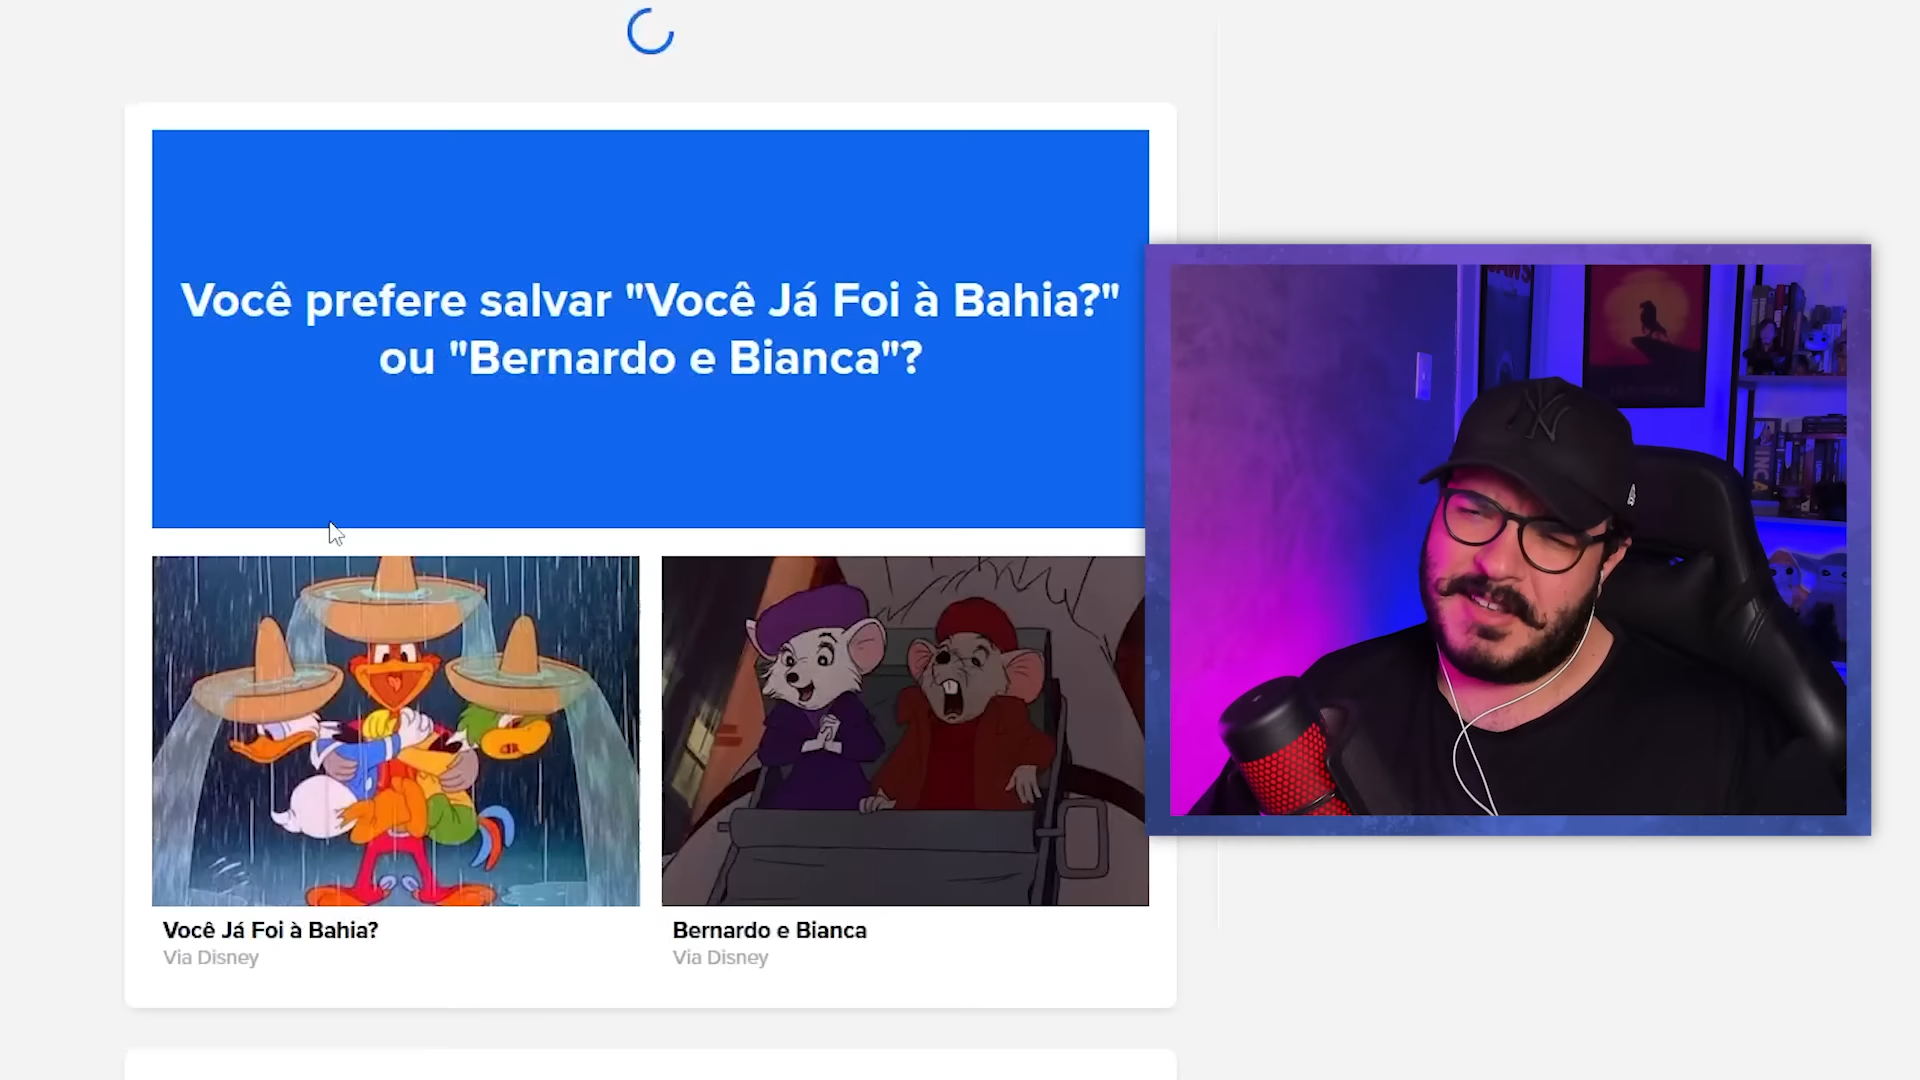 Você prefere salvar "Você Já Foi à Bahia?"
ou "Bernardo e Bianca"?
Você Já Foi à Bahia?
Via Disney
Bernardo e Bianca
Via Disney
NY